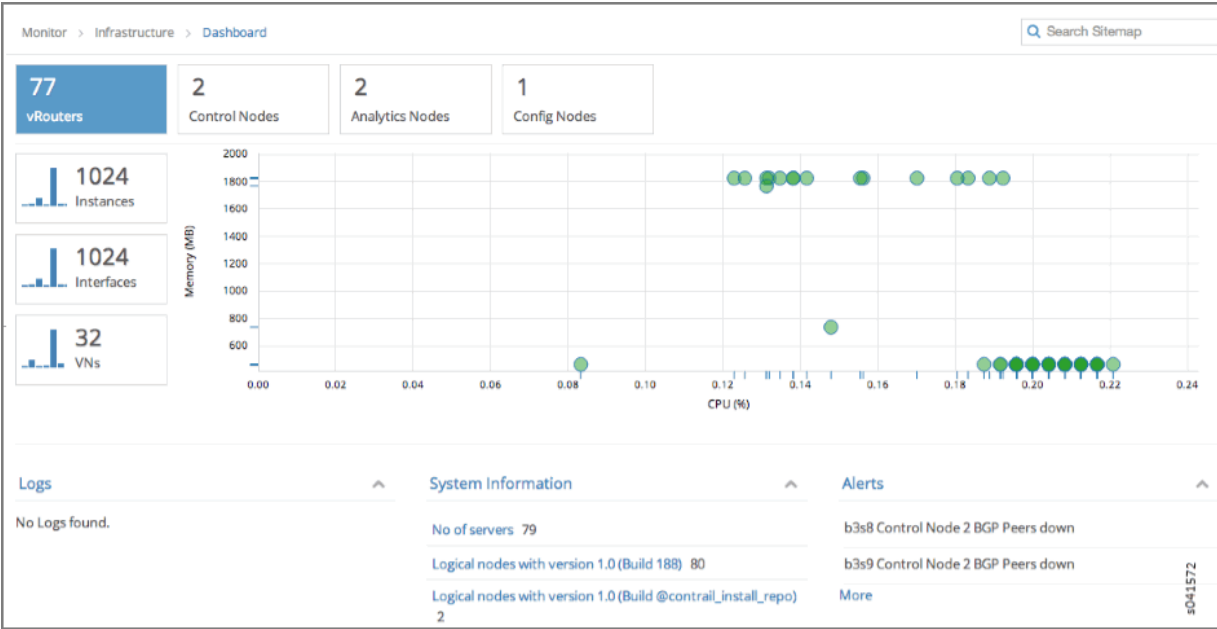 Monitor > Infrastructure > Dashboard
Search Sitemap
77
vRouters
2
Control Nodes
2
Analytics Nodes
1
Config Nodes
1024
Instances
1024
Interfaces
32
VNs
Memory (MB)
2000
1800
1600
1400
1200
1000
800
600
0.00 0.02 0.04 0.06 0.08 0.10 0.12 0.14 0.16 0.18 0.20 0.22 0.24
CPU (%)
Logs
No Logs found.
System Information
No of servers 79
Logical nodes with version 1.0 (Build 188) 80
Logical nodes with version 1.0 (Build @contrail_install_repo)
2
Alerts
b3s8 Control Node 2 BGP Peers down
b3s9 Control Node 2 BGP Peers down
More
s041572